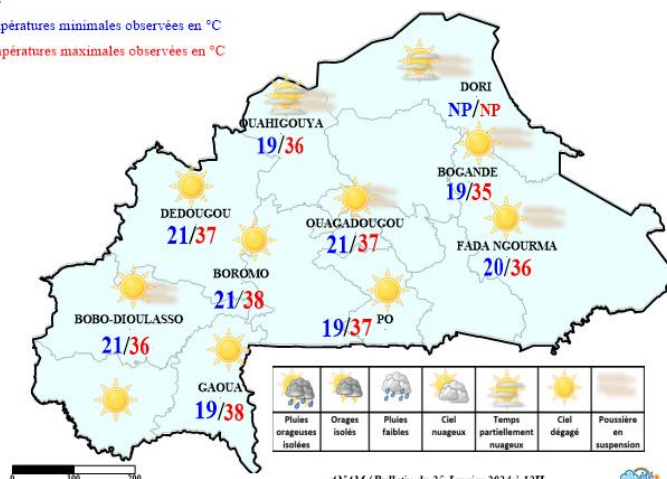 températures minimales observées en °C
températures maximales observées en °C
DORI
NP/NP
OUAHIGOUYA
19/36
BOGANDE
19/35
DEDOUGOU
21/37
OUAGADOUGOU
21/37
FADA NGOURMA
20/36
BOROMO
21/38
BOBO-DIOULASSO
21/36
19/37 PO
GAOUA
19/38
Pluies orageuses isolées
Orages isolés
Pluies faibles
Ciel nuageux
Temps partiellement nuageux
Ciel dégagé
Poussière en suspension
0 100 200